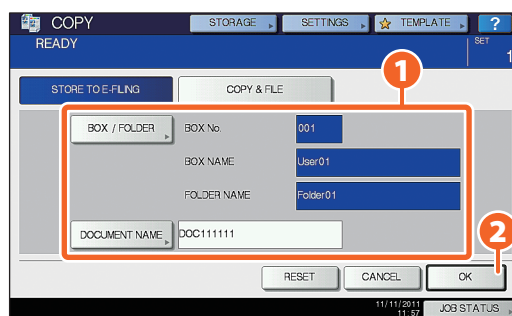 COPY STORAGE SETTINGS TEMPLATE ?
READY SET
1
1
STORE TO E-FILING COPY & FILE
BOX / FOLDER BOX No. 001
BOX NAME User01
FOLDER NAME Folder01
DOCUMENT NAME DOC111111
2
RESET CANCEL OK
11/11/2011
11:57 JOB STATUS